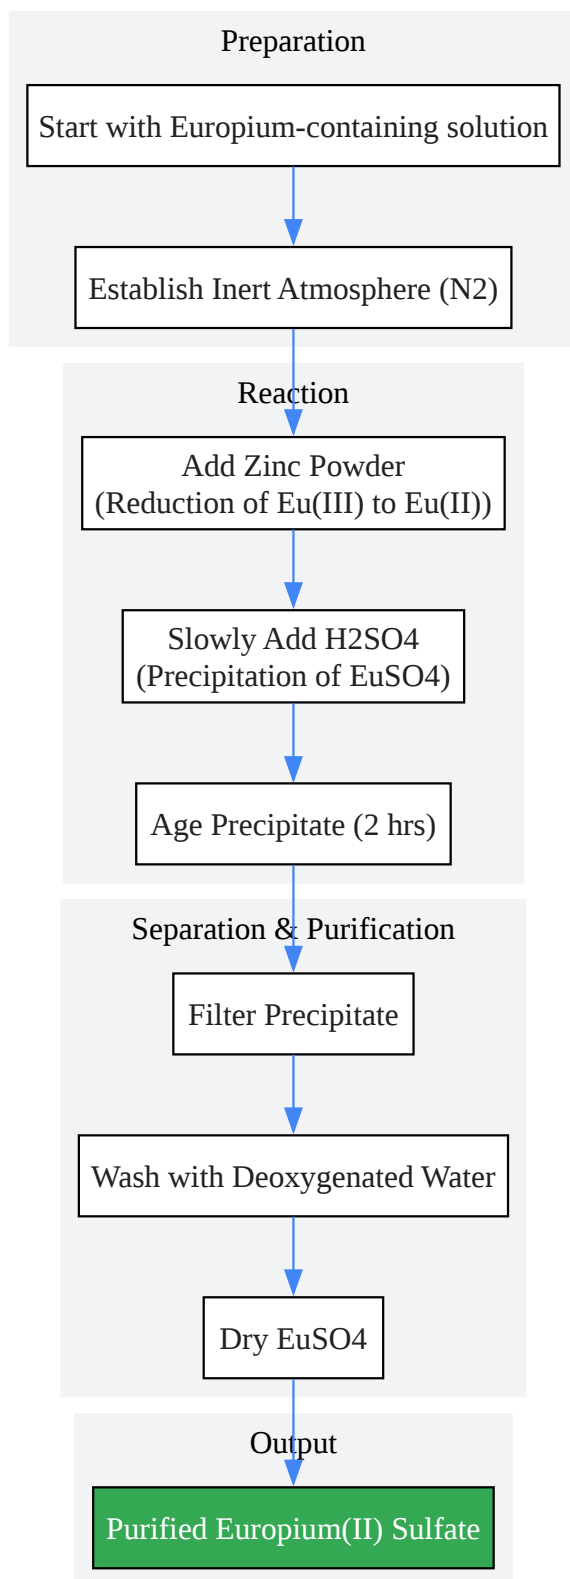 Preparation
Start with Europium-containing solution
Establish Inert Atmosphere (N2)
Reaction
Add Zinc Powder
(Reduction of Eu(III) to Eu(II))
Slowly Add H2SO4
(Precipitation of EuSO4)
Age Precipitate (2 hrs)
Separation & Purification
Filter Precipitate
Wash with Deoxygenated Water
Dry EuSO4
Output
Purified Europium(II) Sulfate